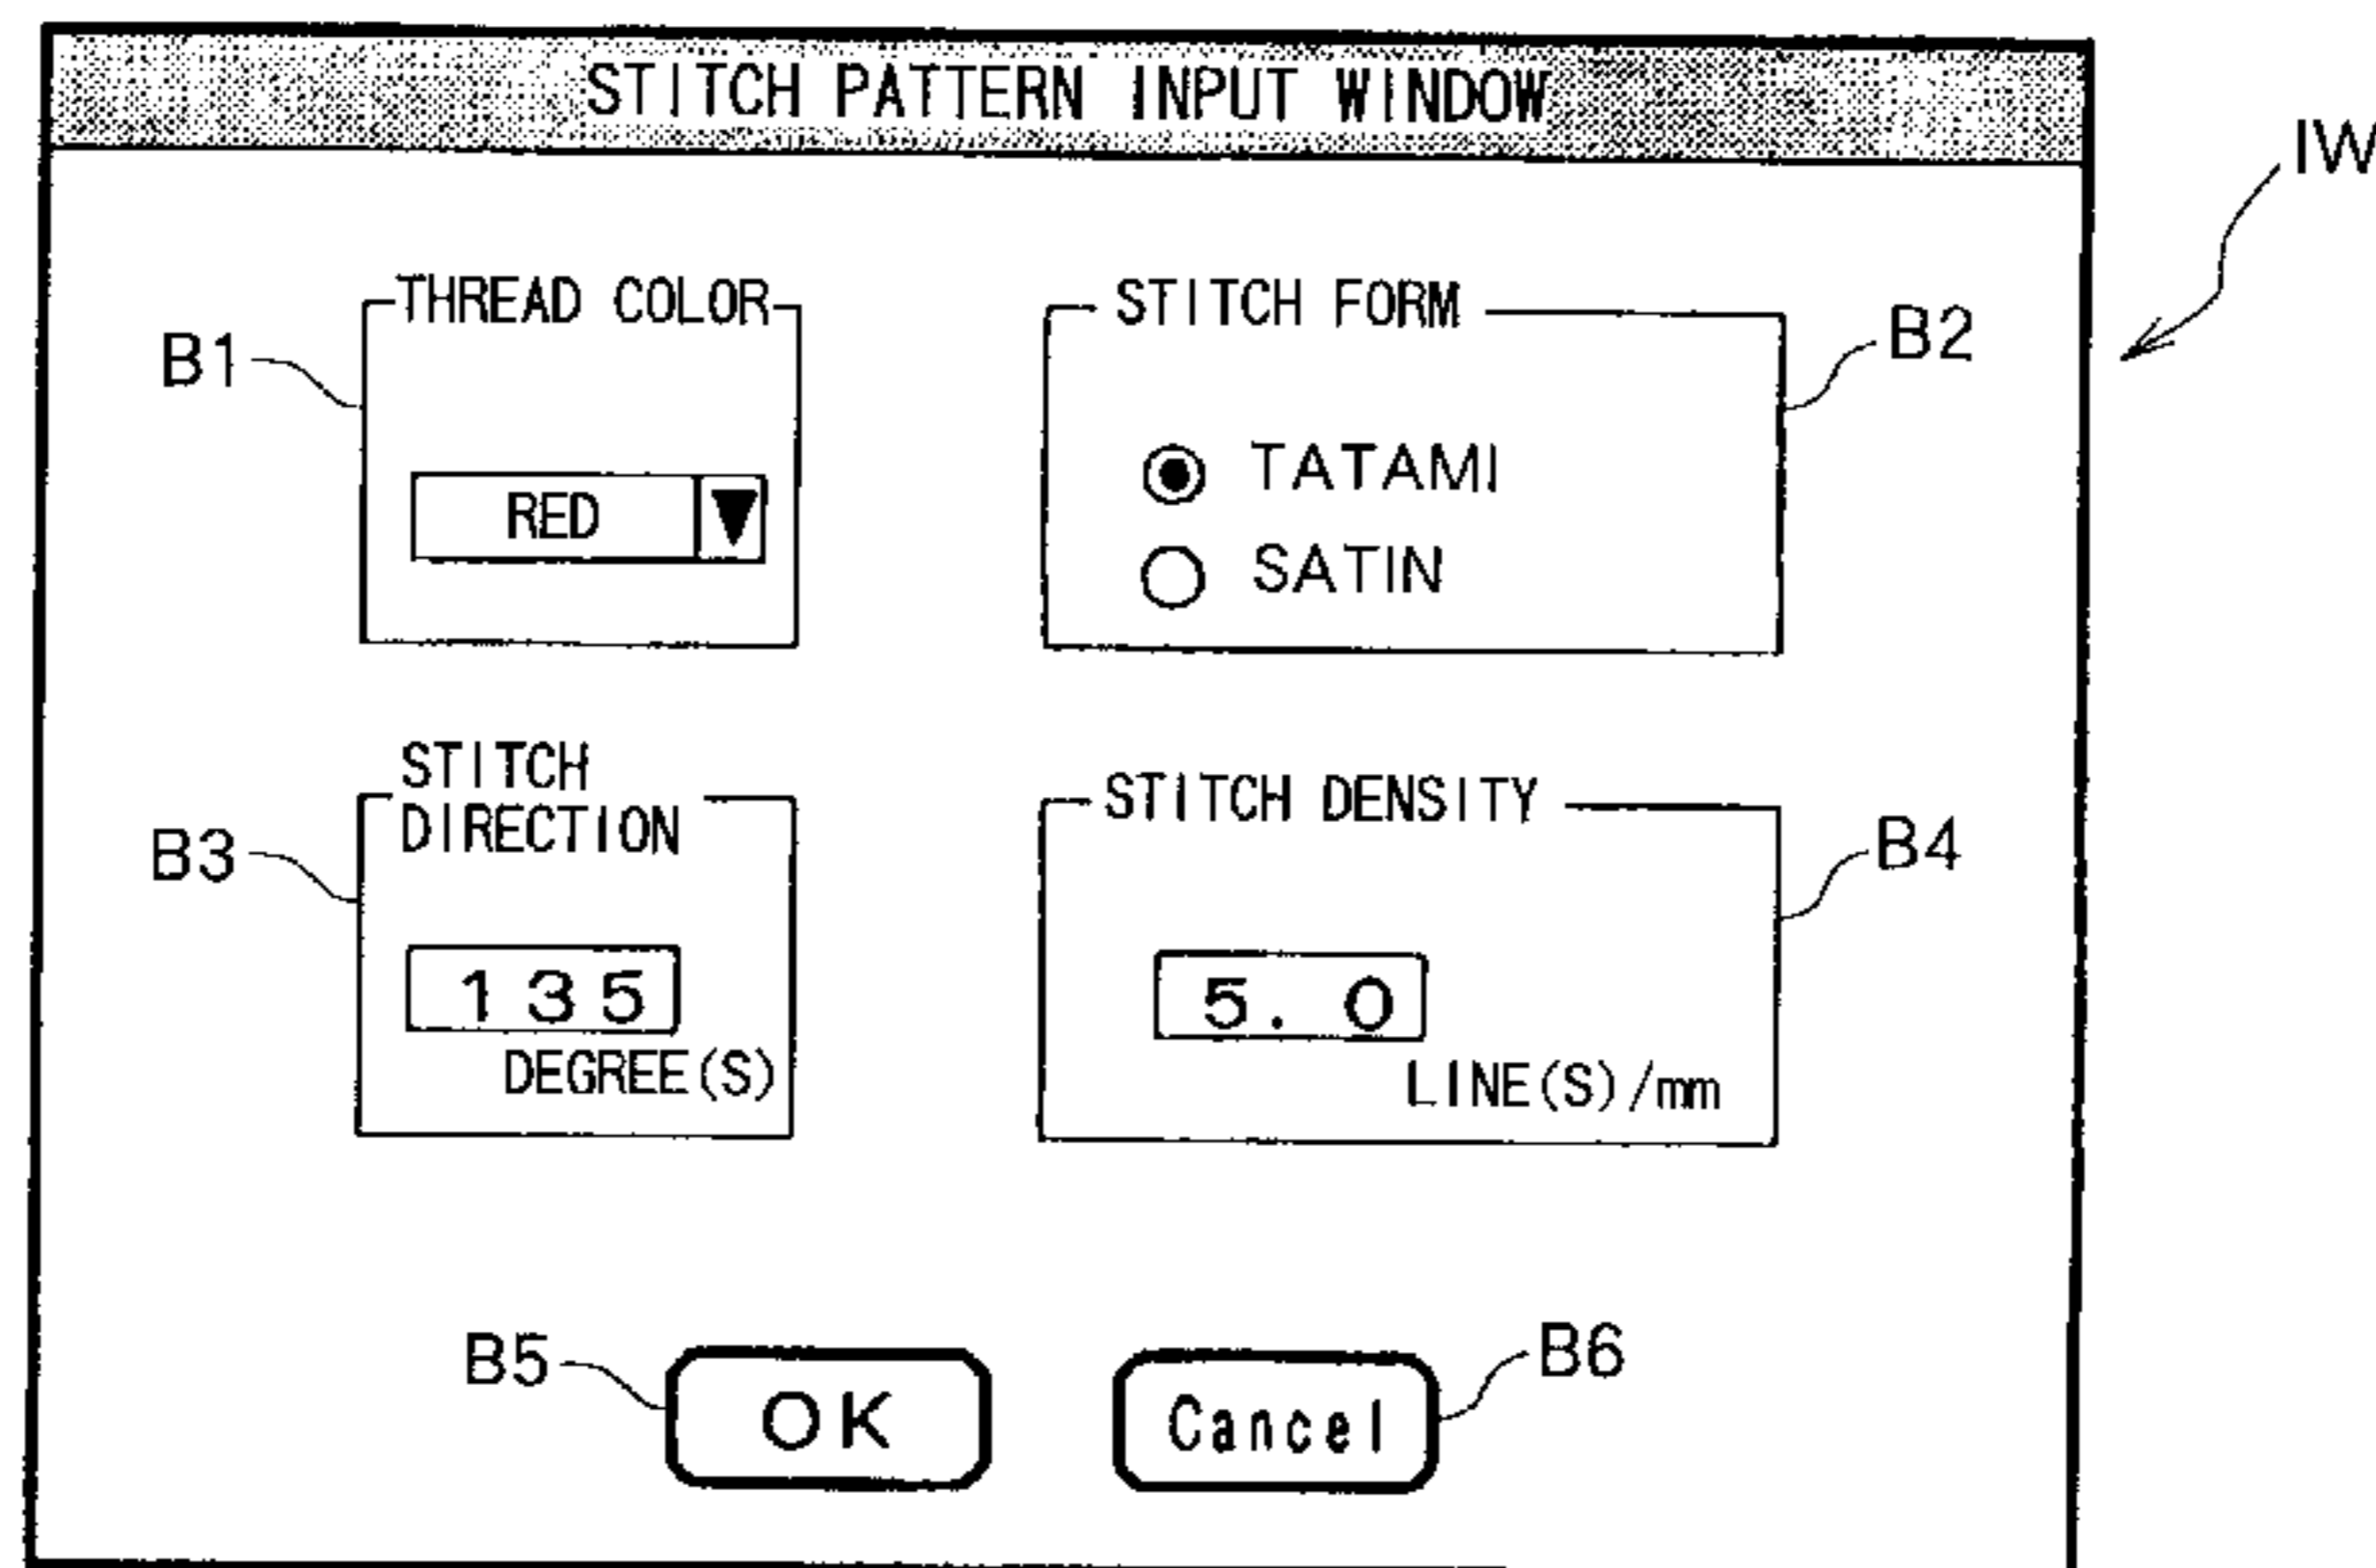 STITCH PATTERN INPUT WINDOW
IW
THREAD COLOR
STITCH FORM
B1
B2
TATAMI
RED
SATIN
STITCH
DIRECTION
STITCH DENSITY
B3
B4
135
5.0
DEGREE(S)
LINE(S)/mm
B5
OK
Cancel
B6